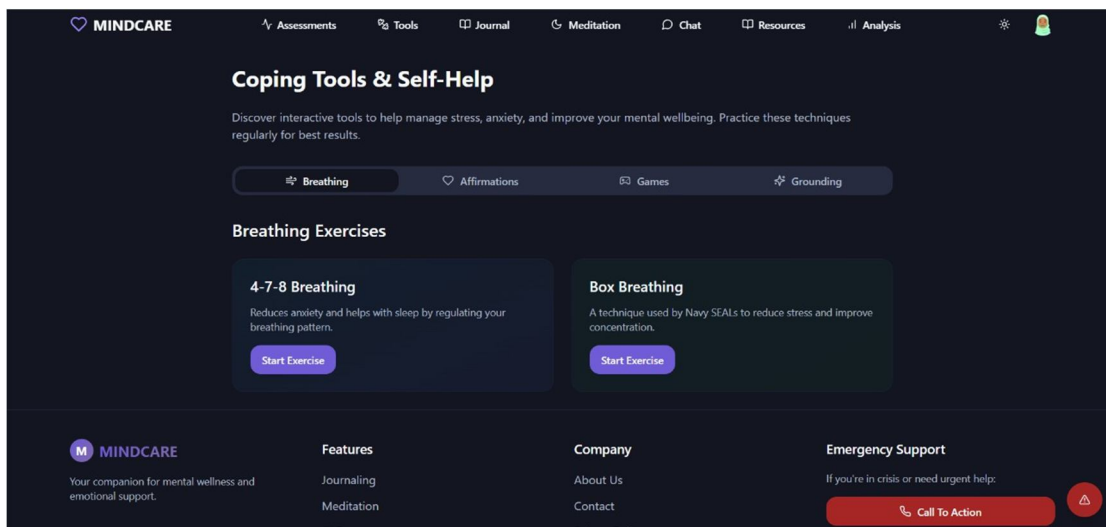 MINDCARE
Assessments
Tools
Journal
Meditation
Chat
Resources
Analysis
Coping Tools & Self-Help
Discover interactive tools to help manage stress, anxiety, and improve your mental wellbeing. Practice these techniques
regularly for best results.
Breathing
Affirmations
Games
Grounding
Breathing Exercises
4-7-8 Breathing
Reduces anxiety and helps with sleep by regulating your
breathing pattern.
Start Exercise
Box Breathing
A technique used by Navy SEALs to reduce stress and improve
concentration.
Start Exercise
M MINDCARE
Your companion for mental wellness and
emotional support.
Features
Journaling
Meditation
Company
About Us
Contact
Emergency Support
If you're in crisis or need urgent help:
Call To Action